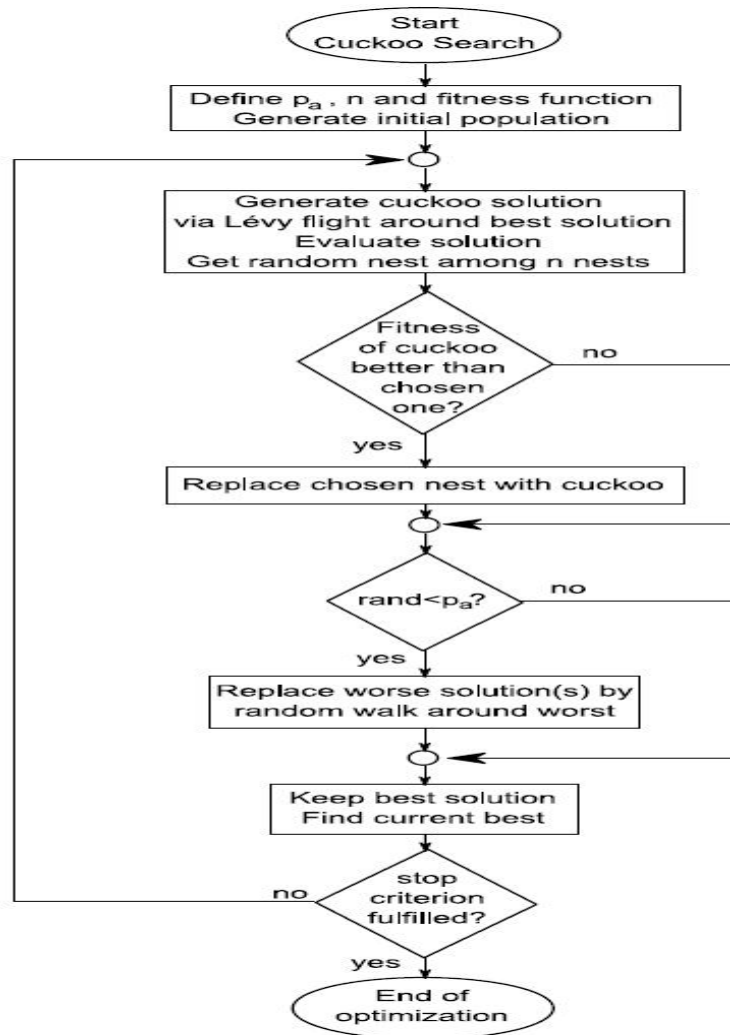 Start
Cuckoo Search
Define pa , n and fitness function
Generate initial population
Generate cuckoo solution
via Lévy flight around best solution
Evaluate solution
Get random nest among n nests
Fitness
of cuckoo
better than
chosen
one?
no
yes
Replace chosen nest with cuckoo
rand<pa?
no
yes
Replace worse solution(s) by
random walk around worst
Keep best solution
Find current best
stop
criterion
fulfilled?
no
yes
End of
optimization